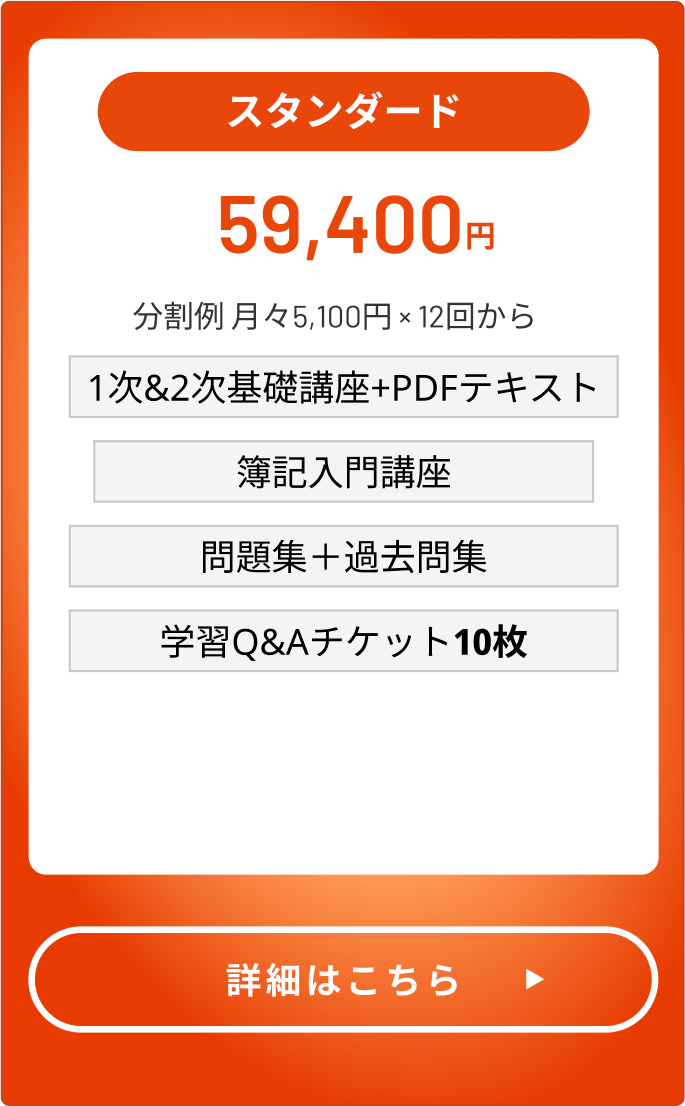 スタンダード
59,400円
分割例 月々5,100円×12回から
1次&2次基礎講座+PDFテキスト
簿記入門講座
問題集＋過去問集
学習Q&Aチケット10枚
詳細はこちら ▶